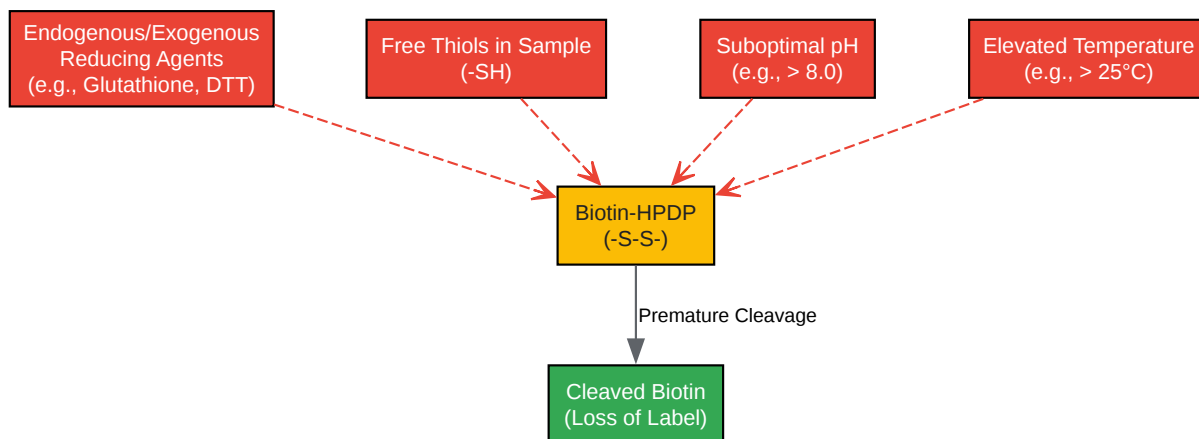 Endogenous/Exogenous
Reducing Agents
(e.g., Glutathione, DTT)
Free Thiols in Sample
(-SH)
Suboptimal pH
(e.g., > 8.0)
Elevated Temperature
(e.g., > 25°C)
Biotin-HPDP
(-S-S-)
Premature Cleavage
Cleaved Biotin
(Loss of Label)